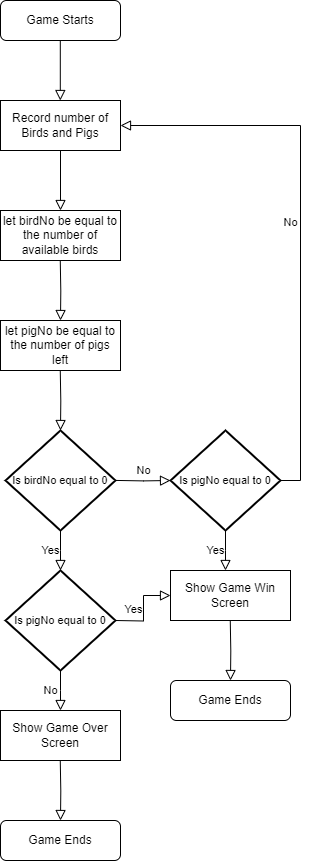 Game Starts
Record number of
Birds and Pigs
No
let birdNo be equal to
the number of
available birds
let pigNo be equal to
the number of pigs
left
Is birdNo equal to 0
No
Is pigNo equal to 0
Yes
Yes
Is pigNo equal to 0
Yes
Show Game Win
Screen
No
Game Ends
Show Game Over
Screen
Game Ends